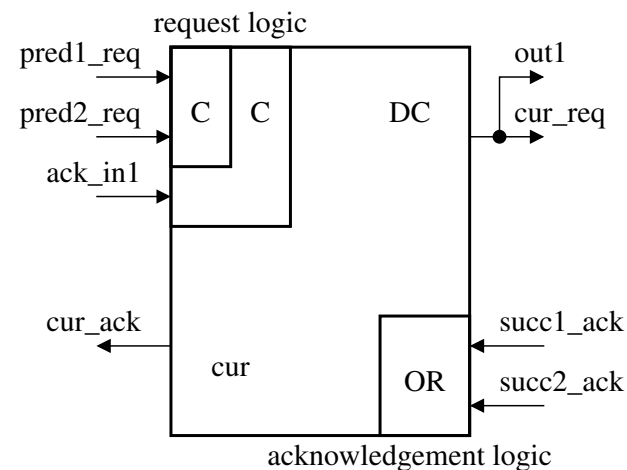 request logic
pred1_req
out1
pred2_req
C
C
DC
cur_req
ack_in1
cur_ack
succ1_ack
cur
OR
succ2_ack
acknowledgement logic